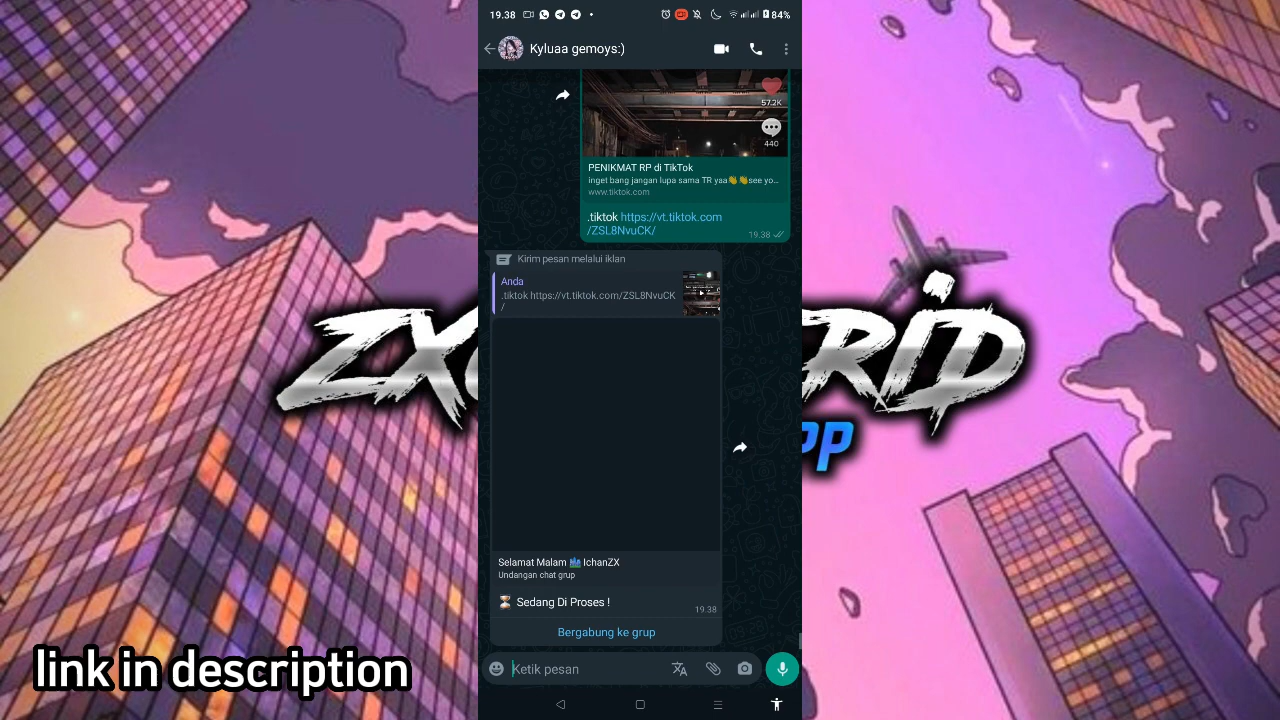 19.38
84%
Kyluaa gemoys:)
57.2K
440
PENIKMAT RP di TikTok
inget bang jangan lupa sama TR yaa👏👏see yo...
www.tiktok.com
.tiktok https://vt.tiktok.com
/ZSL8NvuCK/
19.38
Kirim pesan melalui iklan
Anda
.tiktok https://vt.tiktok.com/ZSL8NvuCK
/
ZX
RID
PP
Selamat Malam 🏙️ IchanZX
Undangan chat grup
⏳ Sedang Di Proses !
19.38
Bergabung ke grup
Ketik pesan
link in description